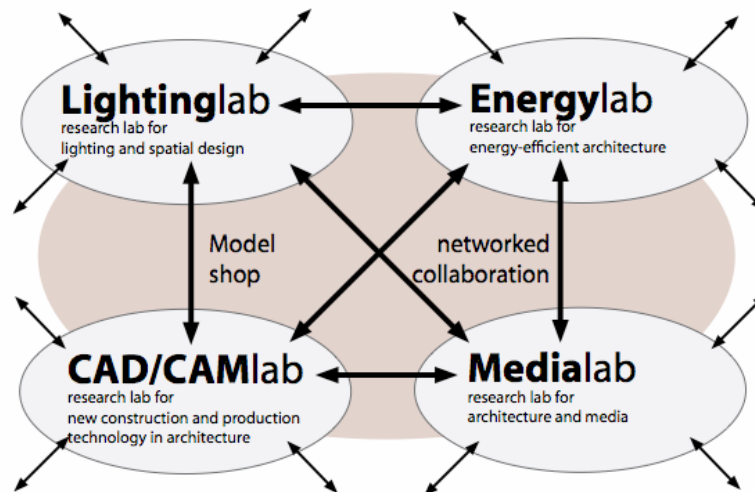 Lightinglab
research lab for
lighting and spatial design
Energylab
research lab for
energy-efficient architecture
Model
shop
networked
collaboration
CAD/CAMlab
research lab for
new construction and production
technology in architecture
Medialab
research lab for
architecture and media